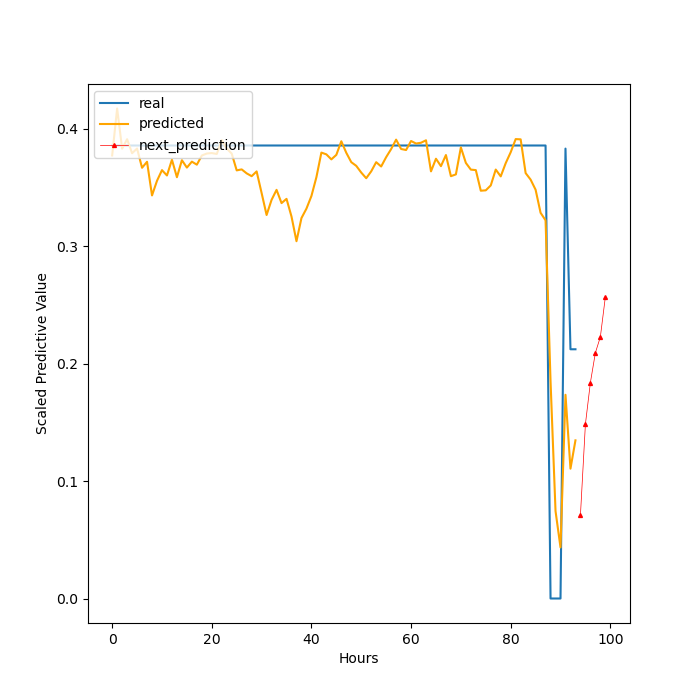 real
predicted
next_prediction
0.4
0.3
0.2
0.1
0.0
Scaled Predictive Value
0 20 40 60 80 100
Hours